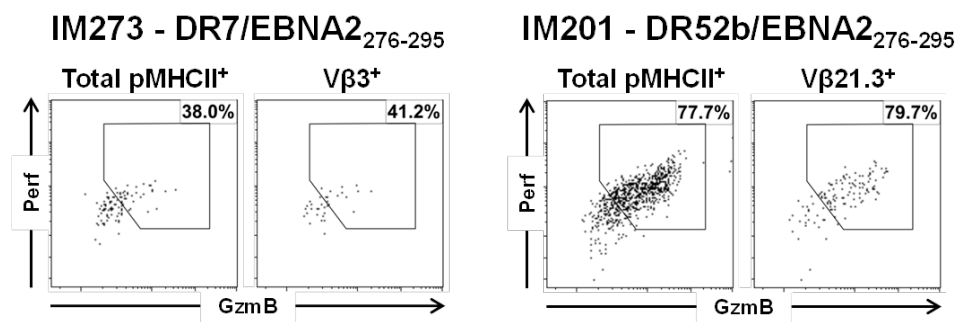 IM273 - DR7/EBNA2276-295
IM201 - DR52b/EBNA2276-295
Total pMHCII+
Vβ3+
Total pMHCII+
Vβ21.3+
38.0%
41.2%
77.7%
79.7%
Perf
Perf
GzmB
GzmB